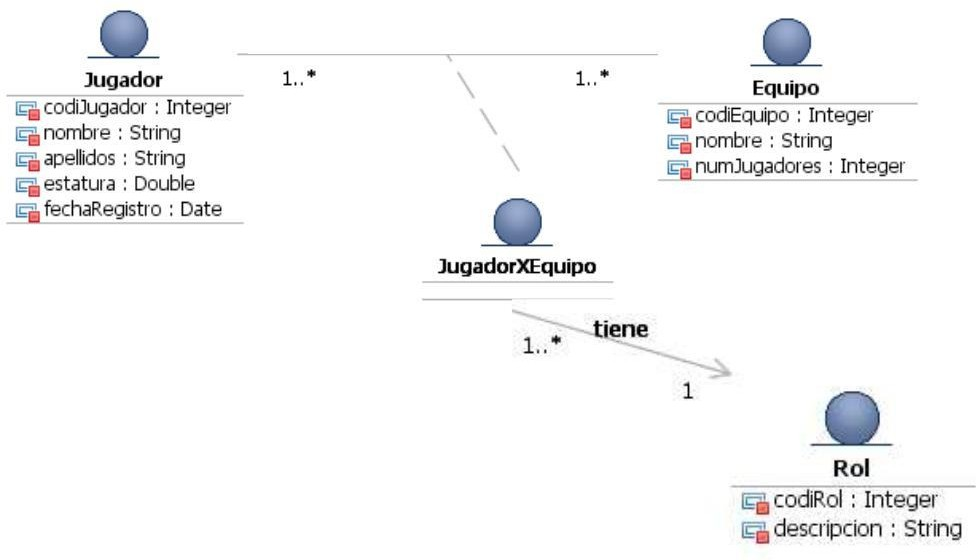 Jugador
codiJugador : Integer
nombre : String
apellidos : String
estatura : Double
fechaRegistro : Date
1..*
1..*
Equipo
codiEquipo : Integer
nombre : String
numJugadores : Integer
JugadorXEquipo
tiene
1..*
1
Rol
codiRol : Integer
descripcion : String